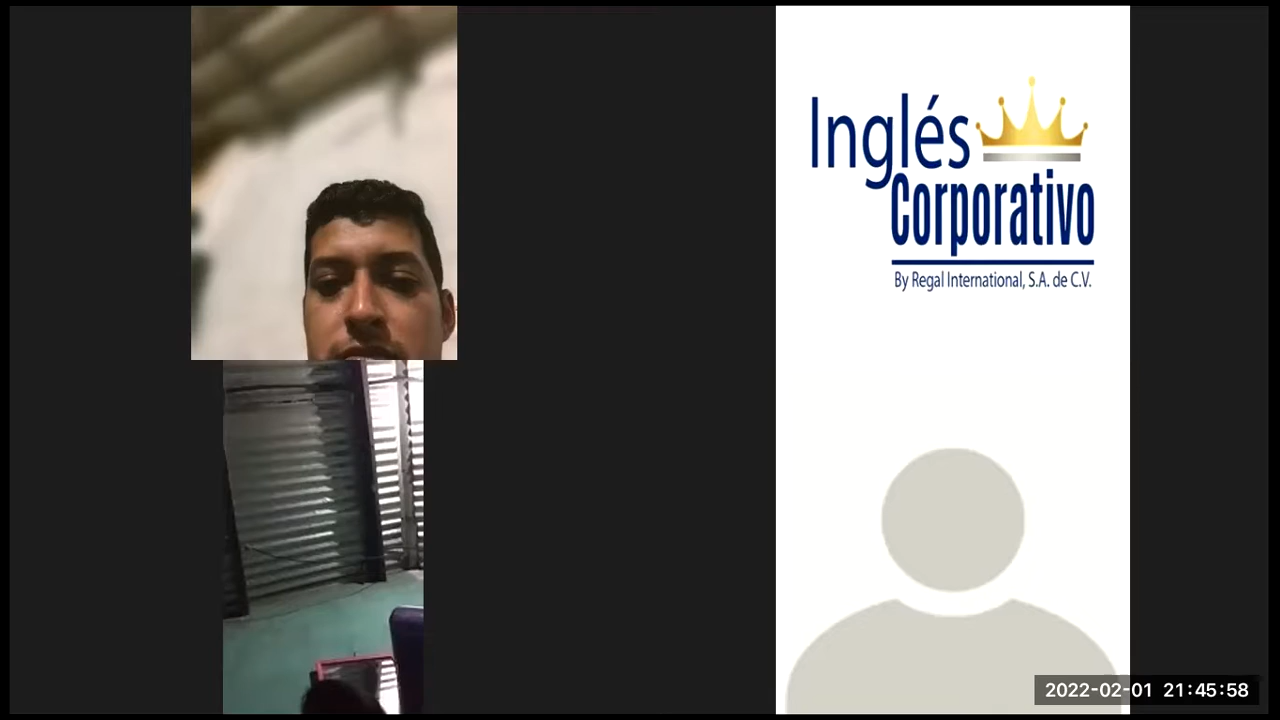 Inglés
Corporativo
By Regal International, S.A. de C.V.
2022-02-01 21:45:58